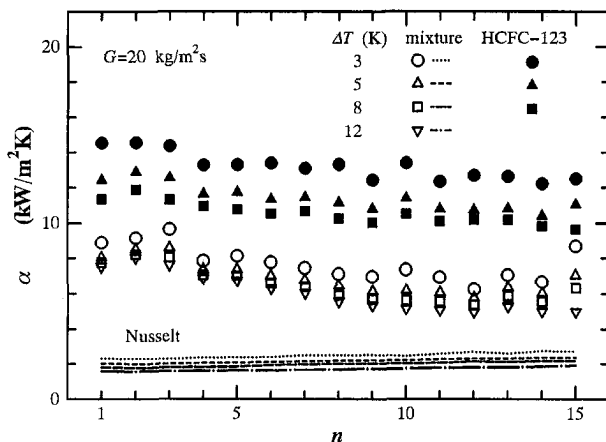 20
10
0
α (kW/m²K)
G=20 kg/m²s
ΔT (K) mixture HCFC-123
3
5
8
12
Nusselt
1 5 10 15
n